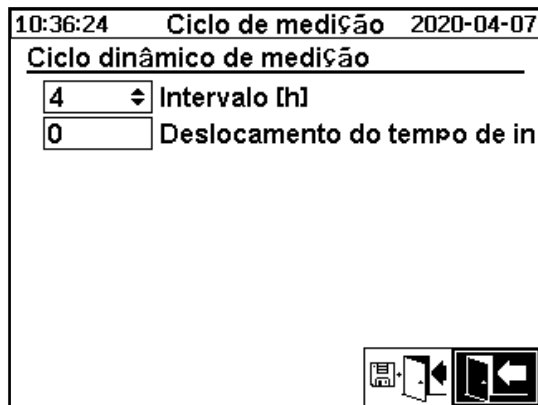 10:36:24 Ciclo de medição 2020-04-07
Ciclo dinâmico de medição
4 Intervalo [h]
0 Deslocamento do tempo de in